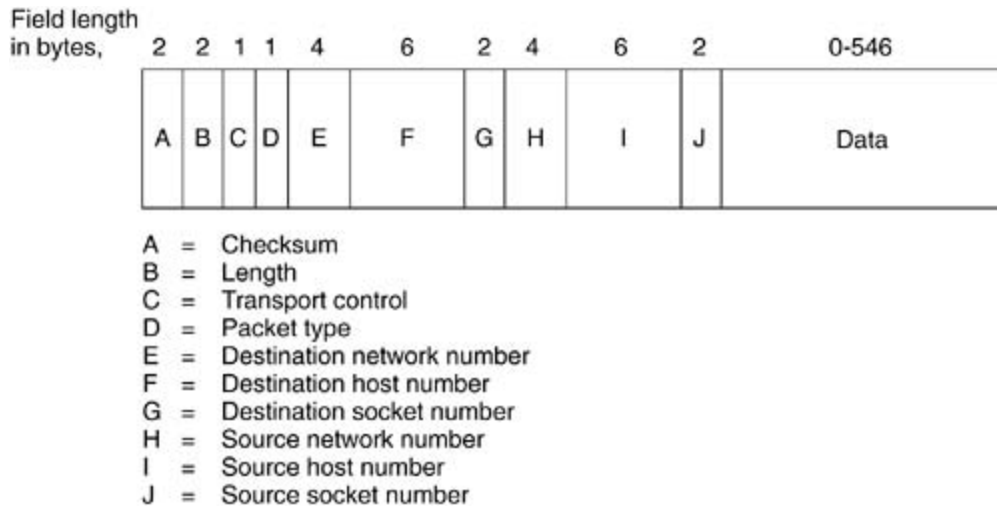 Field length
in bytes, 2 2 1 1 4 6 2 4 6 2 0-546
A B C D E F G H I J Data
A = Checksum
B = Length
C = Transport control
D = Packet type
E = Destination network number
F = Destination host number
G = Destination socket number
H = Source network number
I = Source host number
J = Source socket number